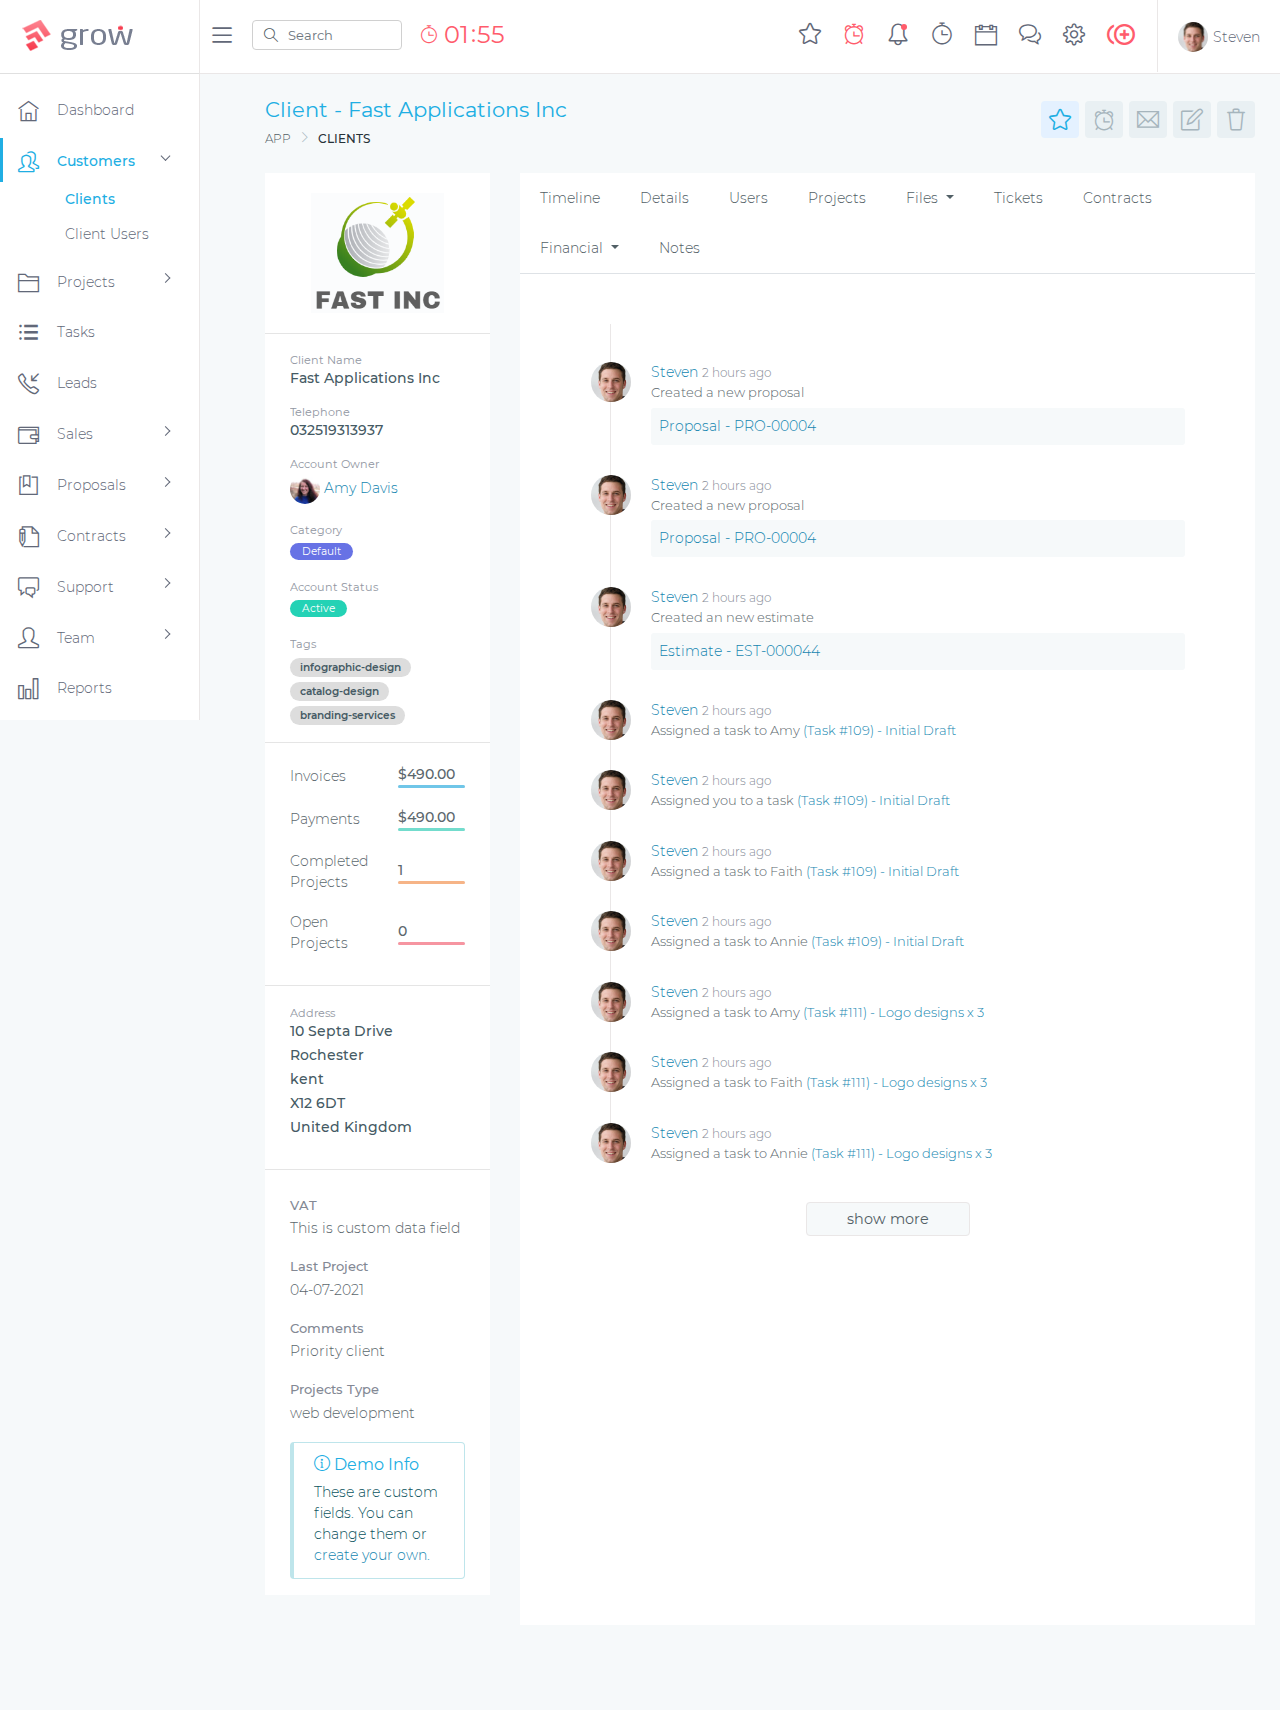 grow
Search
01:55
Steven
Dashboard
Customers
Clients
Client Users
Projects
Tasks
Leads
Sales
Proposals
Contracts
Support
Team
Reports
Client - Fast Applications Inc
APP
CLIENTS
FAST INC
Client Name
Fast Applications Inc
Telephone
032519313937
Account Owner
Amy Davis
Category
Default
Account Status
Active
Tags
infographic-design
catalog-design
branding-services
Invoices $490.00
Payments $490.00
Completed Projects 1
Open Projects 0
Address
10 Septa Drive
Rochester
kent
X12 6DT
United Kingdom
VAT
This is custom data field
Last Project
04-07-2021
Comments
Priority client
Projects Type
web development
Demo Info
These are custom
fields. You can
change them or
create your own.
Timeline Details Users Projects Files Tickets Contracts
Financial Notes
Steven 2 hours ago
Created a new proposal
Proposal - PRO-00004
Steven 2 hours ago
Created a new proposal
Proposal - PRO-00004
Steven 2 hours ago
Created an new estimate
Estimate - EST-000044
Steven 2 hours ago
Assigned a task to Amy (Task #109) - Initial Draft
Steven 2 hours ago
Assigned you to a task (Task #109) - Initial Draft
Steven 2 hours ago
Assigned a task to Faith (Task #109) - Initial Draft
Steven 2 hours ago
Assigned a task to Annie (Task #109) - Initial Draft
Steven 2 hours ago
Assigned a task to Amy (Task #111) - Logo designs x 3
Steven 2 hours ago
Assigned a task to Faith (Task #111) - Logo designs x 3
Steven 2 hours ago
Assigned a task to Annie (Task #111) - Logo designs x 3
show more